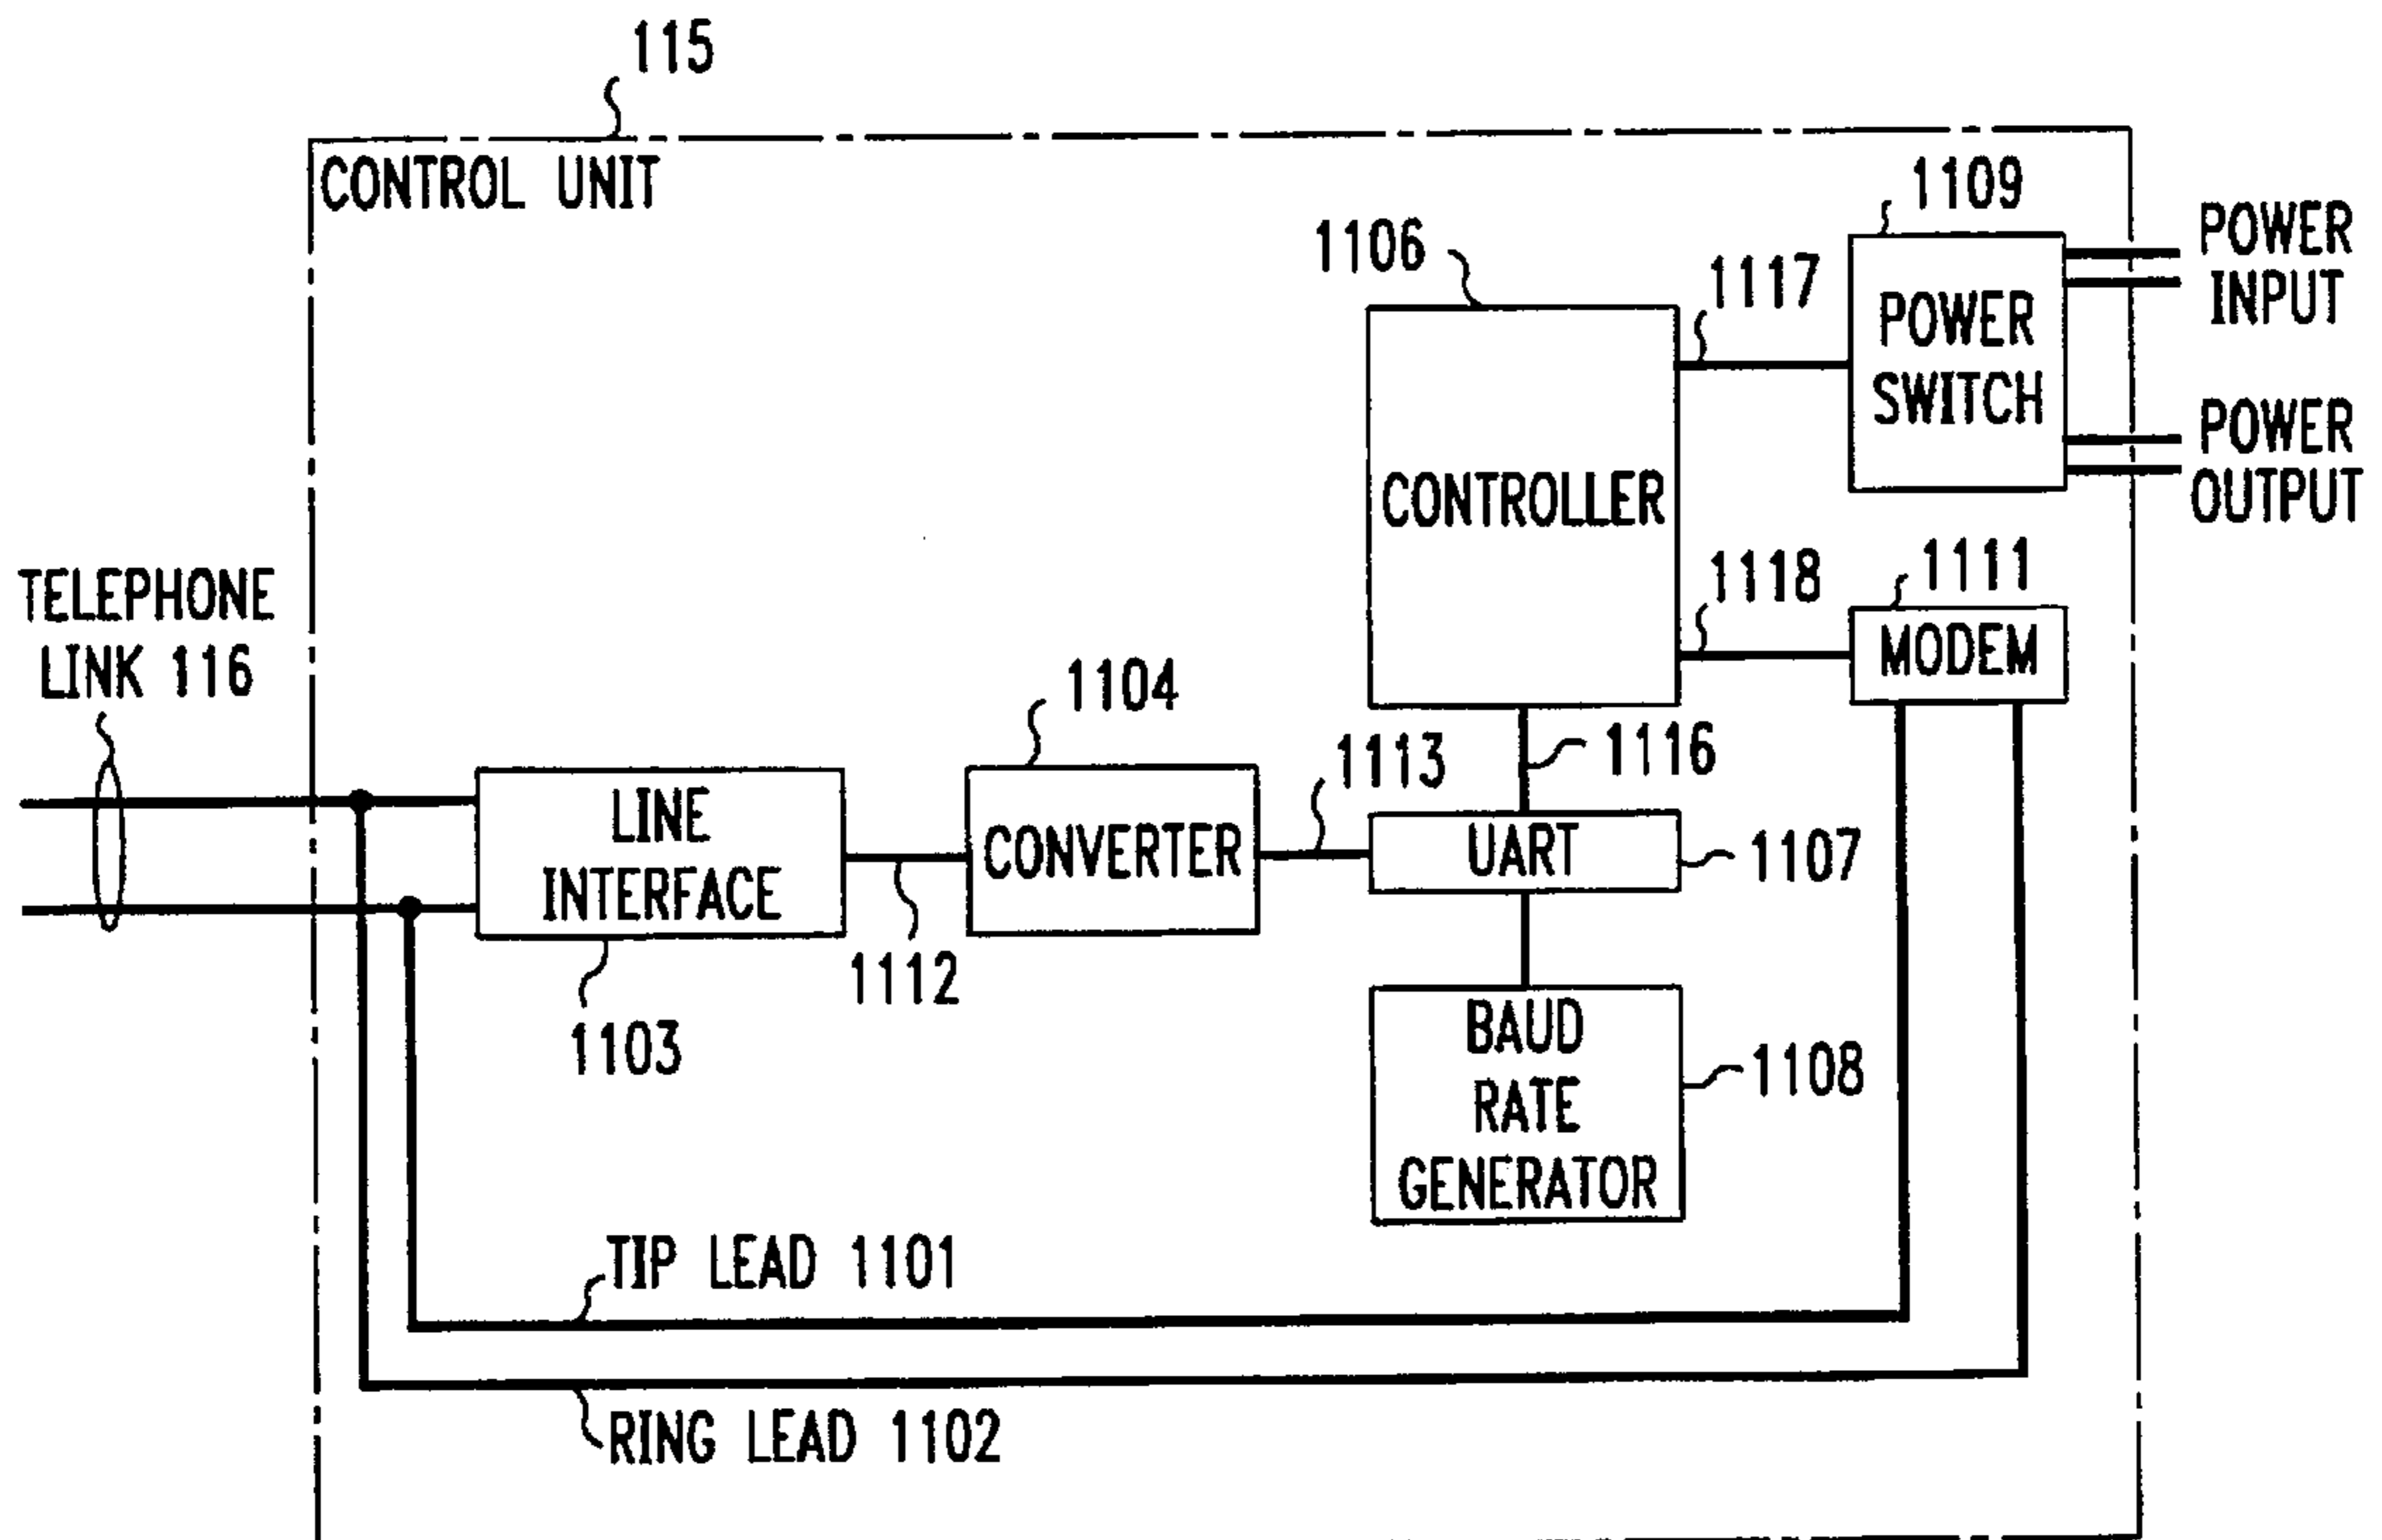 115
CONTROL UNIT
1109
POWER
INPUT
1106
1117
POWER
SWITCH
POWER
OUTPUT
CONTROLLER
TELEPHONE
LINK 116
1118
1111
MODEM
1104
1116
1113
LINE
INTERFACE
CONVERTER
UART
1107
1112
1103
BAUD
RATE
GENERATOR
1108
TIP LEAD 1101
RING LEAD 1102